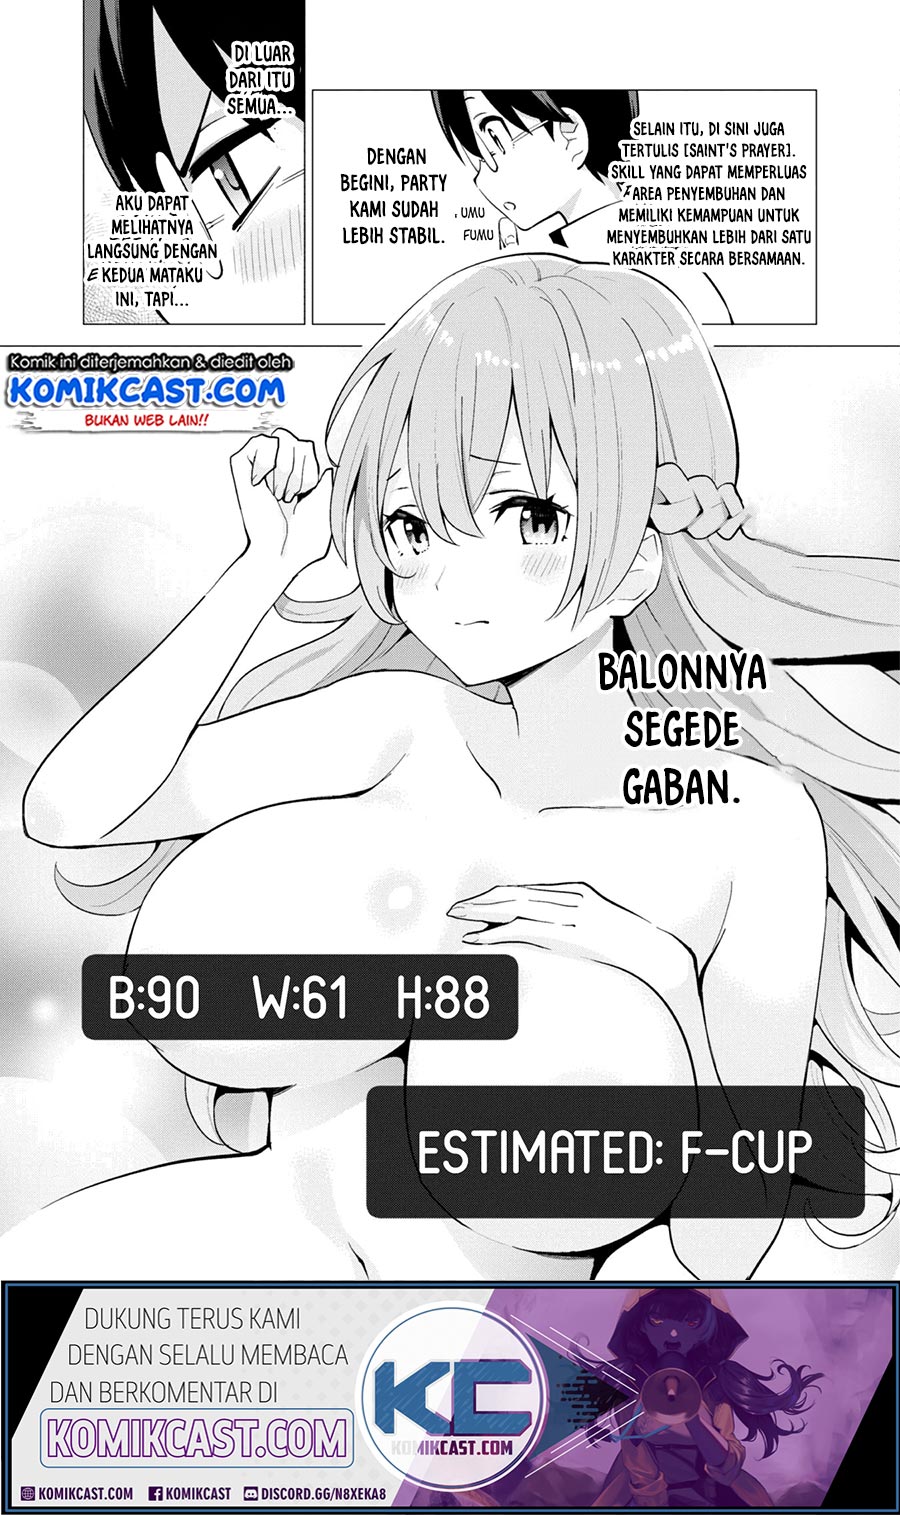 SELAIN ITU, DI SINI JUGA
TERTULIS [SAINT'S PRAYER].
SKILL YANG DAPAT MEMPERLUAS
AREA PENYEMBUHAN DAN
MEMILIKI KEMAMPUAN UNTUK
MENYEMBUHKAN LEBIH DARI SATU
KARAKTER SECARA BERSAMAAN.
DENGAN
BEGINI, PARTY
KAMI SUDAH
LEBIH STABIL.
FUMU
DI LUAR
DARI ITU
SEMUA...
AKU DAPAT
MELIHATNYA
LANGSUNG DENGAN
KEDUA MATAKU
INI, TAPI...
Komik ini diterjemahkan & diedit oleh
KOMIKCAST.COM
BUKAN WEB LAIN!!
BALONNYA
SEGEDE
GABAN.
B:90 W:61 H:88
ESTIMATED: F-CUP
DUKUNG TERUS KAMI
DENGAN SELALU MEMBACA
DAN BERKOMENTAR DI
KOMIKCAST.COM
KC
KOMIKCAST.COM
KOMIKCAST.COM KOMIKCAST DISCORD.GG/N8XEKA8